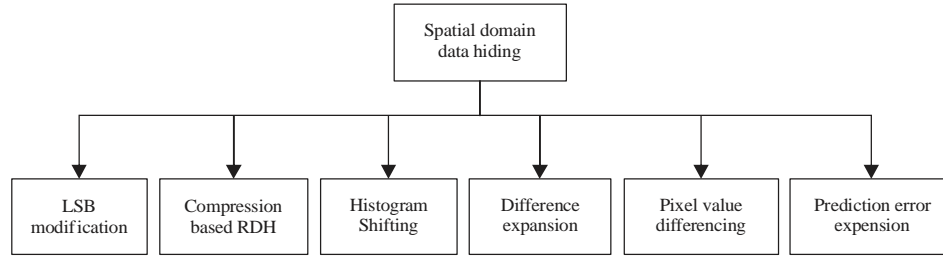 Spatial domain
data hiding
LSB
modification
Compression
based RDH
Histogram
Shifting
Difference
expansion
Pixel value
differencing
Prediction error
expension